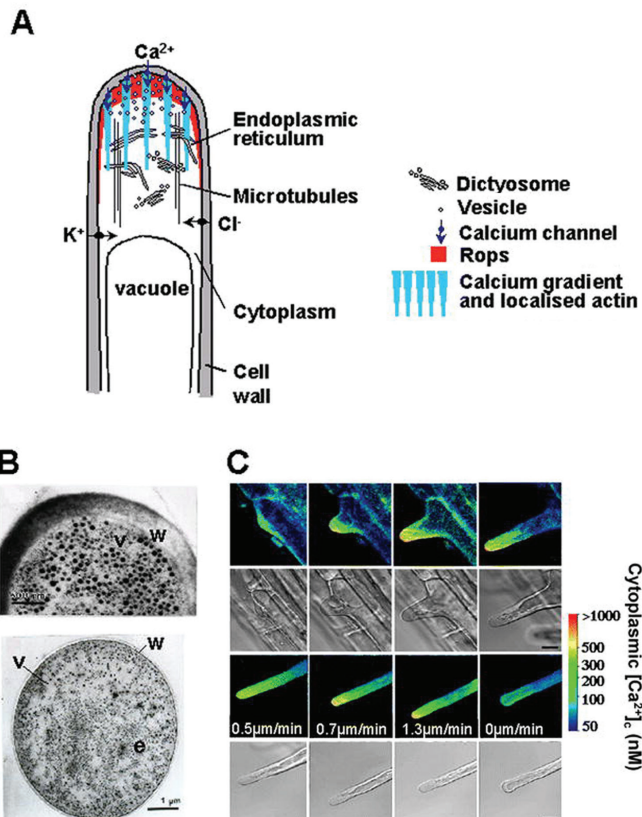 A
Ca2+
Endoplasmic
reticulum
Microtubules
K+
Cl-
vacuole
Cytoplasm
Cell
wall
Dictyosome
Vesicle
Calcium channel
Rops
Calcium gradient
and localised actin
B
v
w
v
w
e
1 µm
C
0.5µm/min
0.7µm/min
1.3µm/min
0µm/min
>1000
500
300
200
100
50
Cytoplasmic [Ca2+]c (nM)